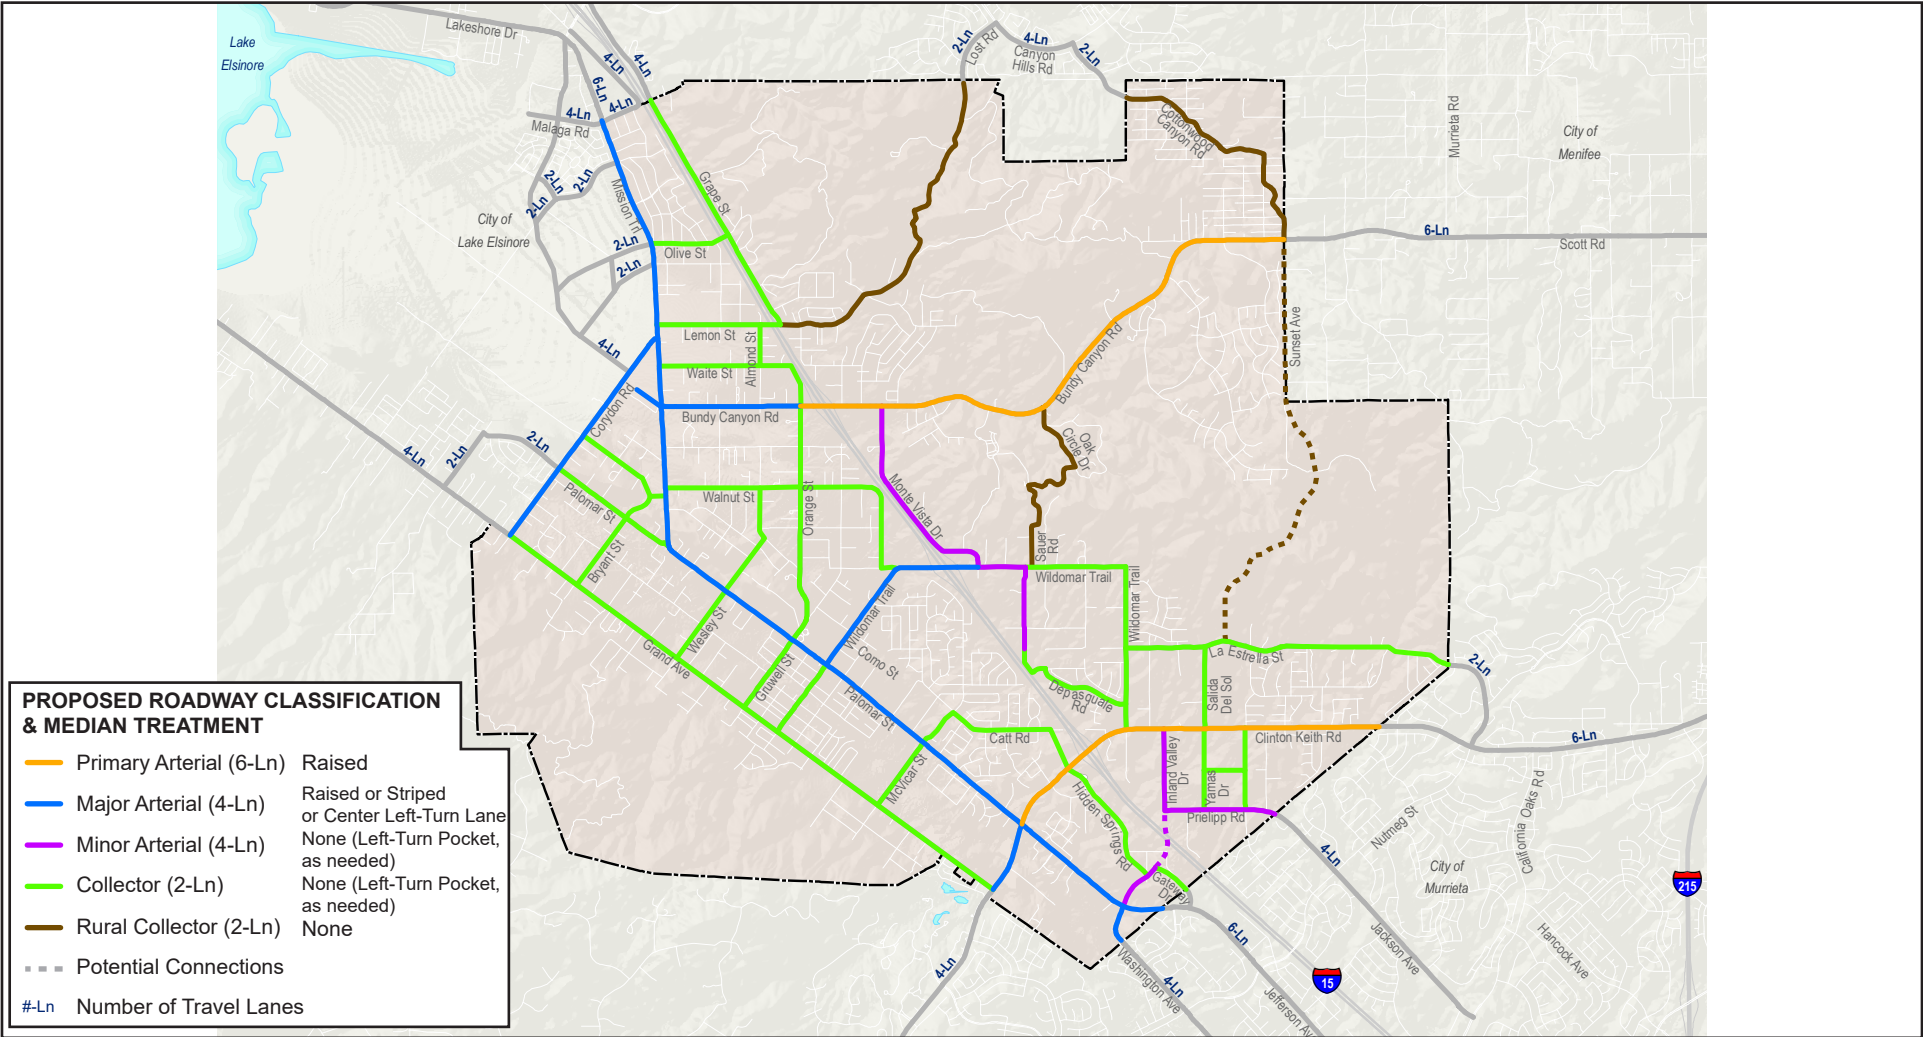 Lakeshore Dr
Lake
Elsinore
4-Ln
4-Ln
6-Ln
4-Ln
4-Ln
Malaga Rd
2-Ln
Lost Rd
4-Ln
Canyon
Hills Rd
2-Ln
Cottonwood
Canyon Rd
Murrieta Rd
City of
Menifee
2-Ln
2-Ln
2-Ln
Mission Trl
Grape St
City of
Lake Elsinore
2-Ln
Olive St
2-Ln
6-Ln
Scott Rd
Sunset Ave
Lemon St
Almond St
4-Ln
Waite St
Bundy Canyon Rd
Corydon Rd
Bundy Canyon Rd
4-Ln
2-Ln
2-Ln
Oak
Circle Dr
Palomar St
Walnut St
Orange St
Monte Vista Dr
Sauer
Rd
Bryant St
Wildomar Trail
Wildomar Trail
Wildomar Trail
Wesley St
Grand Ave
Como St
Gruwell St
La Estrella St
2-Ln
Depasquale
Rd
Salida
Del Sol
Palomar St
Catt Rd
Clinton Keith Rd
6-Ln
McVicar St
Hidden Springs Rd
Inland Valley
Dr
Yamas
Dr
Prielipp Rd
Nutmeg St
California Oaks Rd
4-Ln
City of
Murrieta
Gateway
Dr
215
6-Ln
4-Ln
Washington Ave
4-Ln
15
Jackson Ave
Hancock Ave
Jefferson Av
PROPOSED ROADWAY CLASSIFICATION
& MEDIAN TREATMENT
Primary Arterial (6-Ln) Raised
Major Arterial (4-Ln) Raised or Striped
or Center Left-Turn Lane
Minor Arterial (4-Ln) None (Left-Turn Pocket,
as needed)
Collector (2-Ln) None (Left-Turn Pocket,
as needed)
Rural Collector (2-Ln) None
Potential Connections
#-Ln Number of Travel Lanes